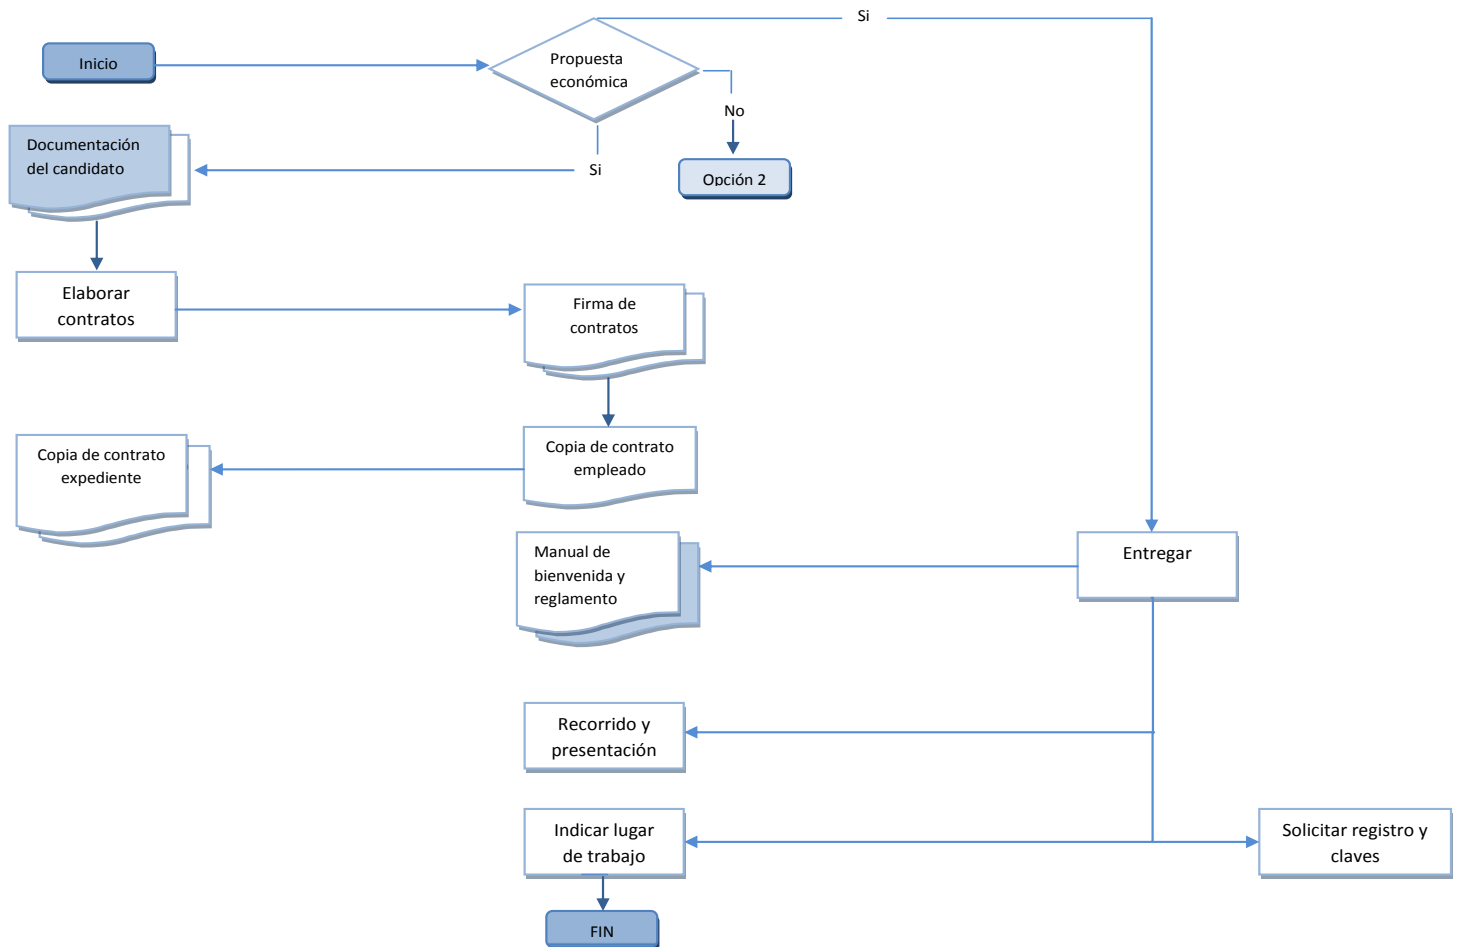 Si
Inicio
Propuesta
económica
No
Documentación
del candidato
Si
Opción 2
Elaborar
contratos
Firma de
contratos
Copia de contrato
expediente
Copia de contrato
empleado
Manual de
bienvenida y
reglamento
Entregar
Recorrido y
presentación
Indicar lugar
de trabajo
Solicitar registro y
claves
FIN